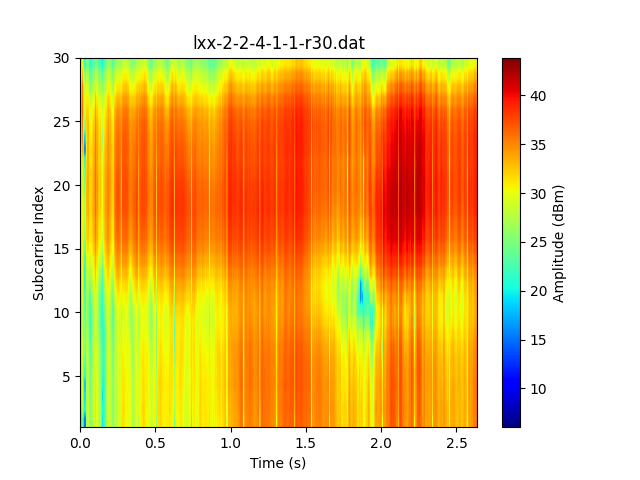 lxx-2-2-4-1-1-r30.dat
30
25
20
15
10
5
Subcarrier Index
0.0 0.5 1.0 1.5 2.0 2.5
Time (s)
40
35
30
25
20
15
10
Amplitude (dBm)